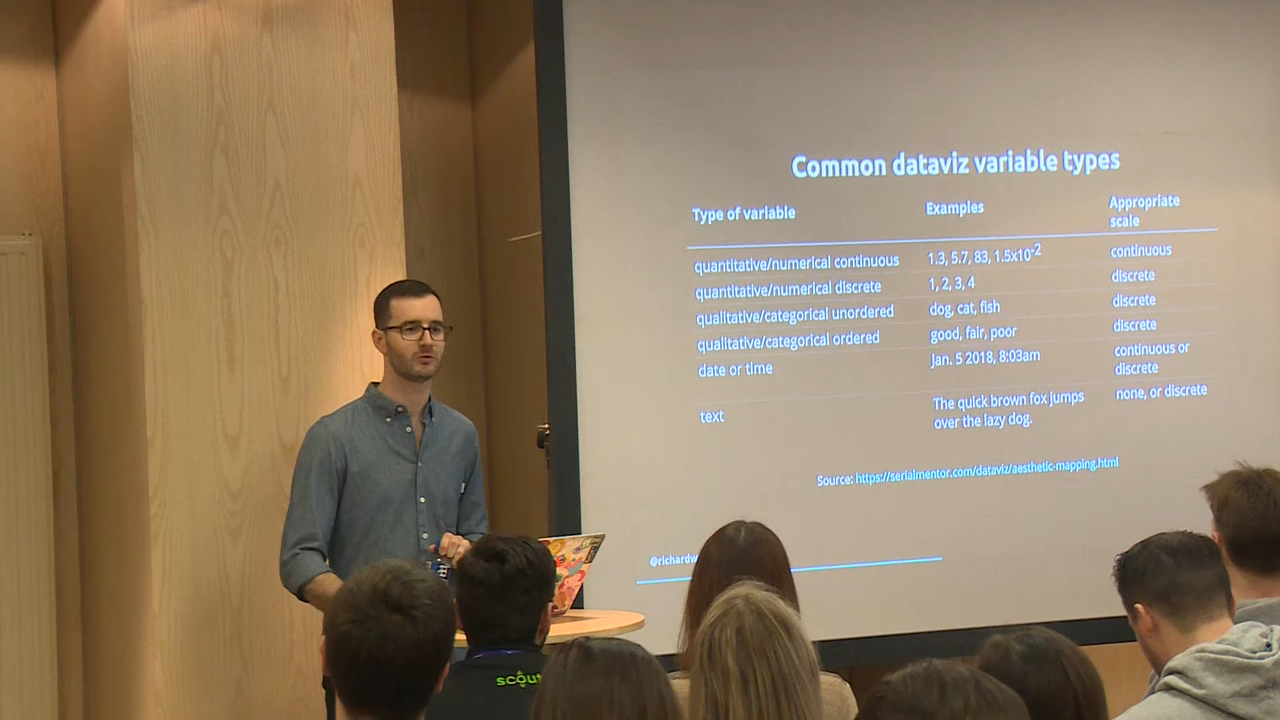 Common dataviz variable types
Type of variable Examples Appropriate scale
quantitative/numerical continuous 1.3, 5.7, 83, 1.5x10-2 continuous
quantitative/numerical discrete 1, 2, 3, 4 discrete
qualitative/categorical unordered dog, cat, fish discrete
qualitative/categorical ordered good, fair, poor discrete
date or time Jan. 5 2018, 8:03am continuous or discrete
text The quick brown fox jumps over the lazy dog. none, or discrete
Source: https://serialmentor.com/dataviz/aesthetic-mapping.html
scout